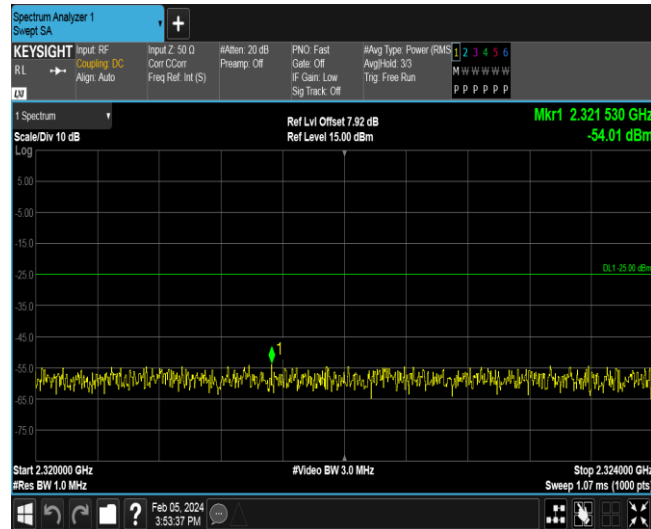 Spectrum Analyzer 1
Swept SA
KEYSIGHT
RL
LXI
Input: RF
Coupling: DC
Align: Auto
Input Z: 50 Ω
Corr CCorr
Freq Ref: Int (S)
#Atten: 20 dB
Preamp: Off
PNO: Fast
Gate: Off
IF Gain: Low
Sig Track: Off
#Avg Type: Power (RMS
Avg|Hold: 3/3
Trig: Free Run
1 2 3 4 5 6
M W W W W W
P P P P P P
1 Spectrum
Scale/Div 10 dB
Ref Lvl Offset 7.92 dB
Ref Level 15.00 dBm
Mkr1 2.321 530 GHz
-54.01 dBm
Log
5.00
-5.00
-15.0
-25.0
DL1 -25.00 dBm
-35.0
-45.0
1
-55.0
-65.0
-75.0
Start 2.320000 GHz
#Video BW 3.0 MHz
Stop 2.324000 GHz
#Res BW 1.0 MHz
Sweep 1.07 ms (1000 pts)
?
Feb 05, 2024
3:53:37 PM